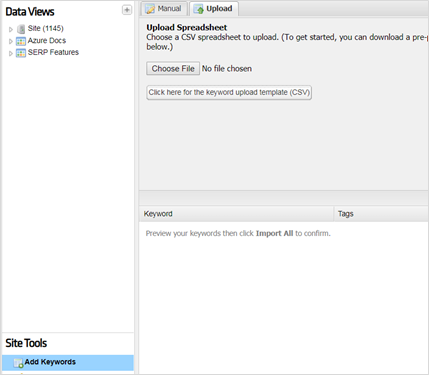 Data Views
Site (1145)
Azure Docs
SERP Features
Site Tools
Add Keywords
Manual
Upload
Upload Spreadsheet
Choose a CSV spreadsheet to upload. (To get started, you can download a pre-p
below.)
Choose File No file chosen
Click here for the keyword upload template (CSV)
Keyword Tags
Preview your keywords then click Import All to confirm.